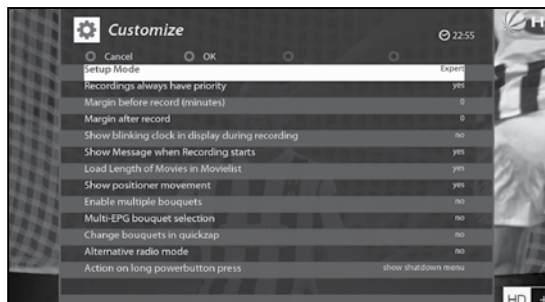 Customize
22:55
Cancel OK
Setup Mode Expert
Recordings always have priority yes
Margin before record (minutes) 0
Margin after record 0
Show blinking clock in display during recording no
Show Message when Recording starts yes
Load Length of Movies in Movielist yes
Show positioner movement yes
Enable multiple bouquets no
Multi-EPG bouquet selection no
Change bouquets in quickzap no
Alternative radio mode no
Action on long powerbutton press show shutdown menu
HD